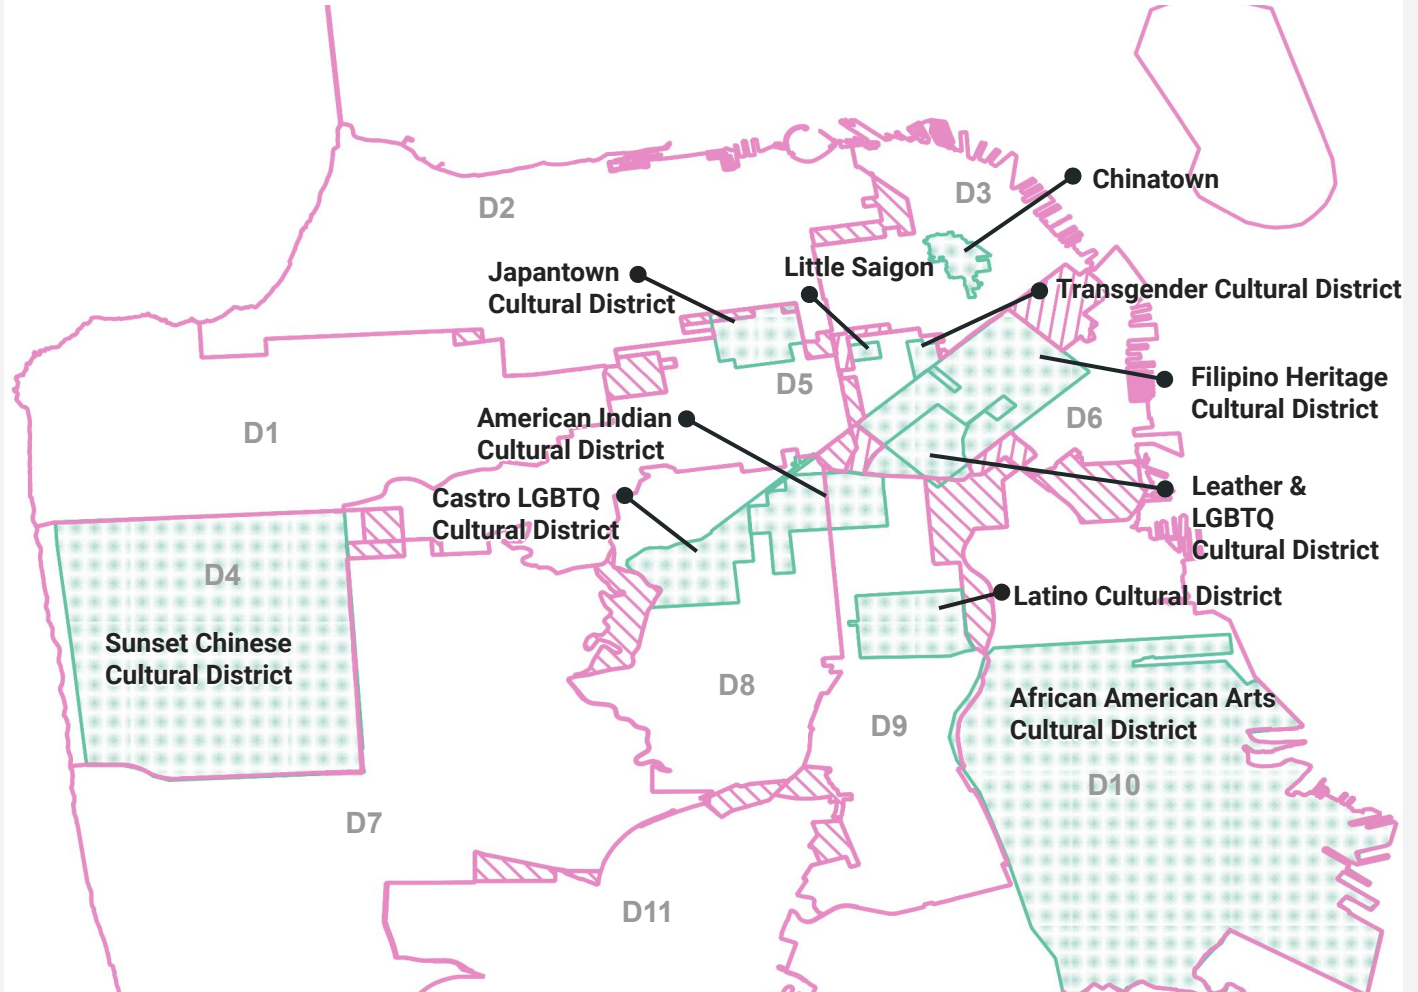 Chinatown
D3
D2
Little Saigon
Japantown
Cultural District
Transgender Cultural District
Filipino Heritage
Cultural District
D5
D6
D1
American Indian
Cultural District
Castro LGBTQ
Cultural District
Leather &
LGBTQ
Cultural District
D4
Latino Cultural District
Sunset Chinese
Cultural District
D8
African American Arts
Cultural District
D9
D10
D7
D11